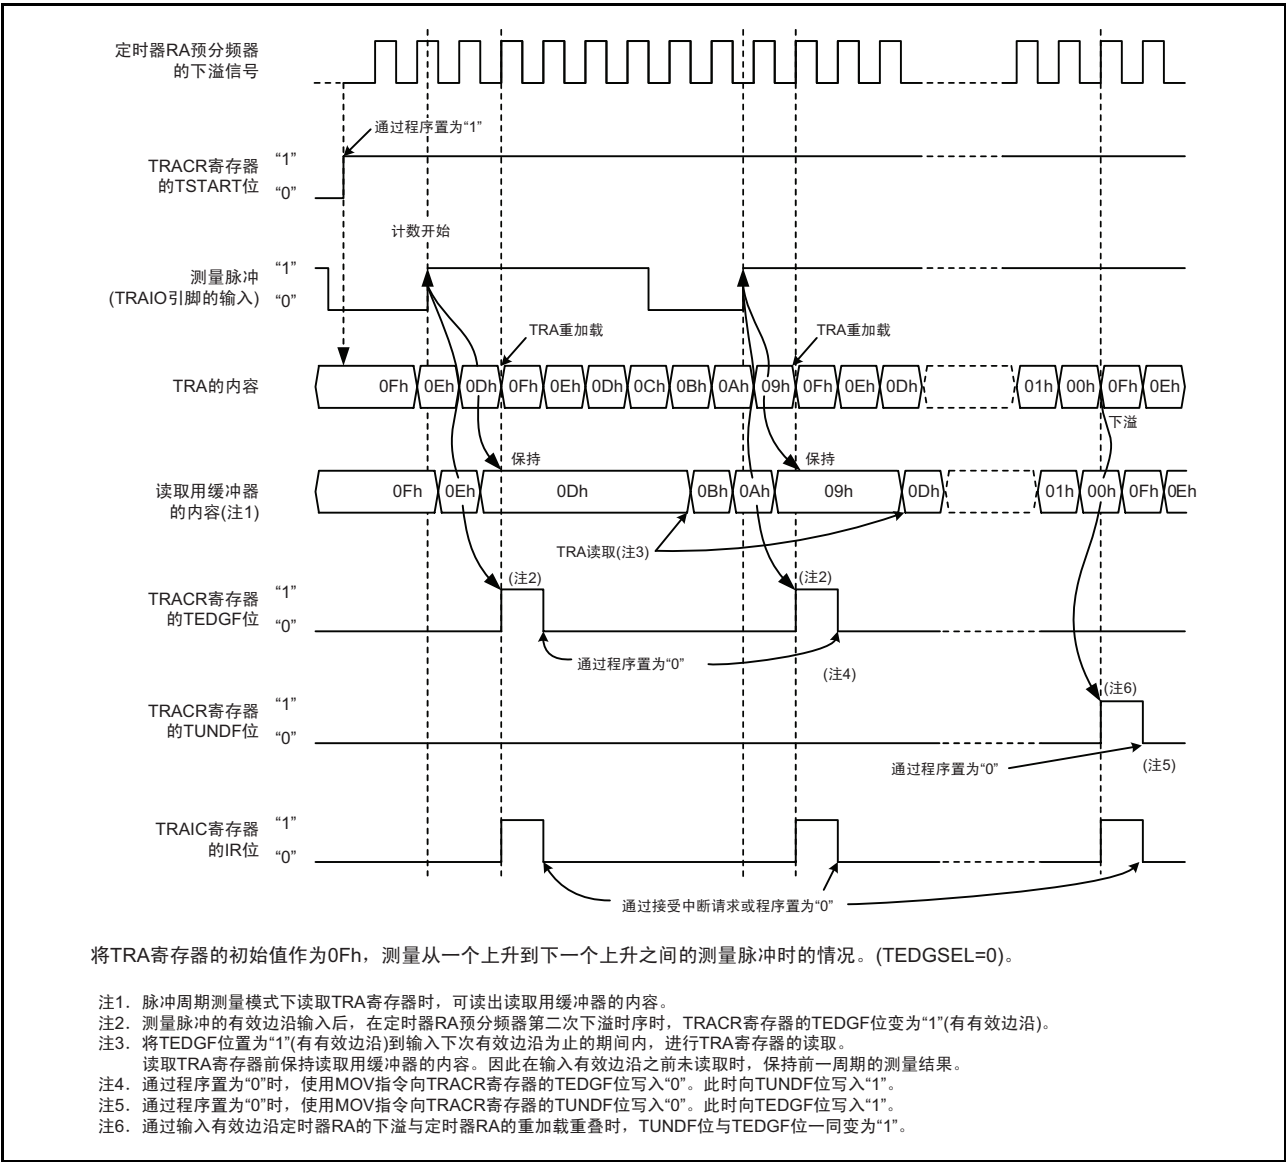 定时器RA预分频器
的下溢信号
通过程序置为“1”
TRACR寄存器
的TSTART位
“1”
“0”
计数开始
测量脉冲
(TRAIO引脚的输入)
“1”
“0”
TRA重加载
TRA重加载
TRA的内容
0Fh 0Eh 0Dh 0Fh 0Eh 0Dh 0Ch 0Bh 0Ah 09h 0Fh 0Eh 0Dh 01h 00h 0Fh 0Eh
下溢
保持
保持
读取用缓冲器
的内容(注1)
0Fh 0Eh 0Dh 0Bh 0Ah 09h 0Dh 01h 00h 0Fh 0Eh
TRA读取(注3)
(注2)
(注2)
TRACR寄存器
的TEDGF位
“1”
“0”
通过程序置为“0”
(注4)
(注6)
TRACR寄存器
的TUNDF位
“1”
“0”
通过程序置为“0”
(注5)
TRAIC寄存器
的IR位
“1”
“0”
通过接受中断请求或程序置为“0”
将TRA寄存器的初始值作为0Fh，测量从一个上升到下一个上升之间的测量脉冲时的情况。(TEDGSEL=0)。
注1. 脉冲周期测量模式下读取TRA寄存器时，可读出读取用缓冲器的内容。
注2. 测量脉冲的有效边沿输入后，在定时器RA预分频器第二次下溢时序时，TRACR寄存器的TEDGF位变为“1”(有有效边沿)。
注3. 将TEDGF位置为“1”(有有效边沿)到输入下次有效边沿为止的期间内，进行TRA寄存器的读取。
读取TRA寄存器前保持读取用缓冲器的内容。因此在输入有效边沿之前未读取时，保持前一周期的测量结果。
注4. 通过程序置为“0”时，使用MOV指令向TRACR寄存器的TEDGF位写入“0”。此时向TUNDF位写入“1”。
注5. 通过程序置为“0”时，使用MOV指令向TRACR寄存器的TUNDF位写入“0”。此时向TEDGF位写入“1”。
注6. 通过输入有效边沿定时器RA的下溢与定时器RA的重加载重叠时，TUNDF位与TEDGF位一同变为“1”。